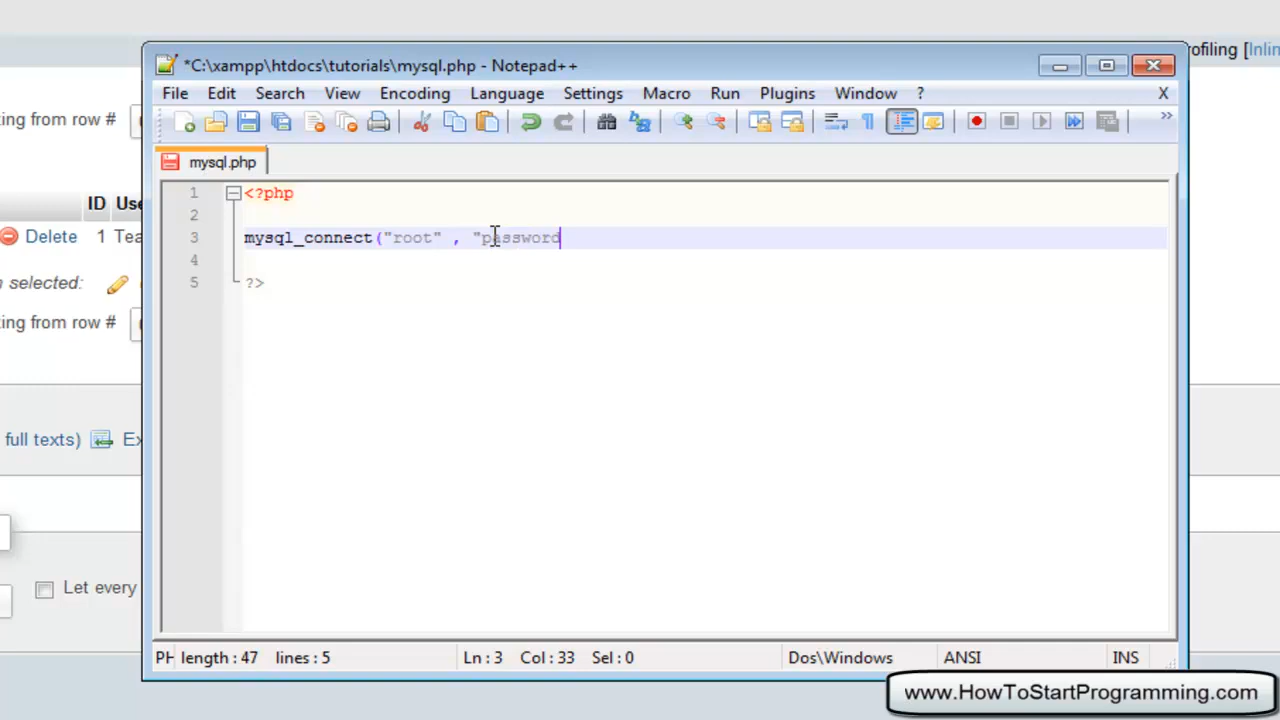 *C:\xampp\htdocs\tutorials\mysql.php - Notepad++
File Edit Search View Encoding Language Settings Macro Run Plugins Window ? X
mysql.php
1 <?php
2
3 mysql_connect("root" , "password
4
5 ?>
length : 47 lines : 5 Ln : 3 Col : 33 Sel : 0 Dos\Windows ANSI INS
rofiling [Inlin
ting from row #
ID Use
Delete 1 Tea
h selected:
ting from row #
full texts) Ex
Let every
www.HowToStartProgramming.com